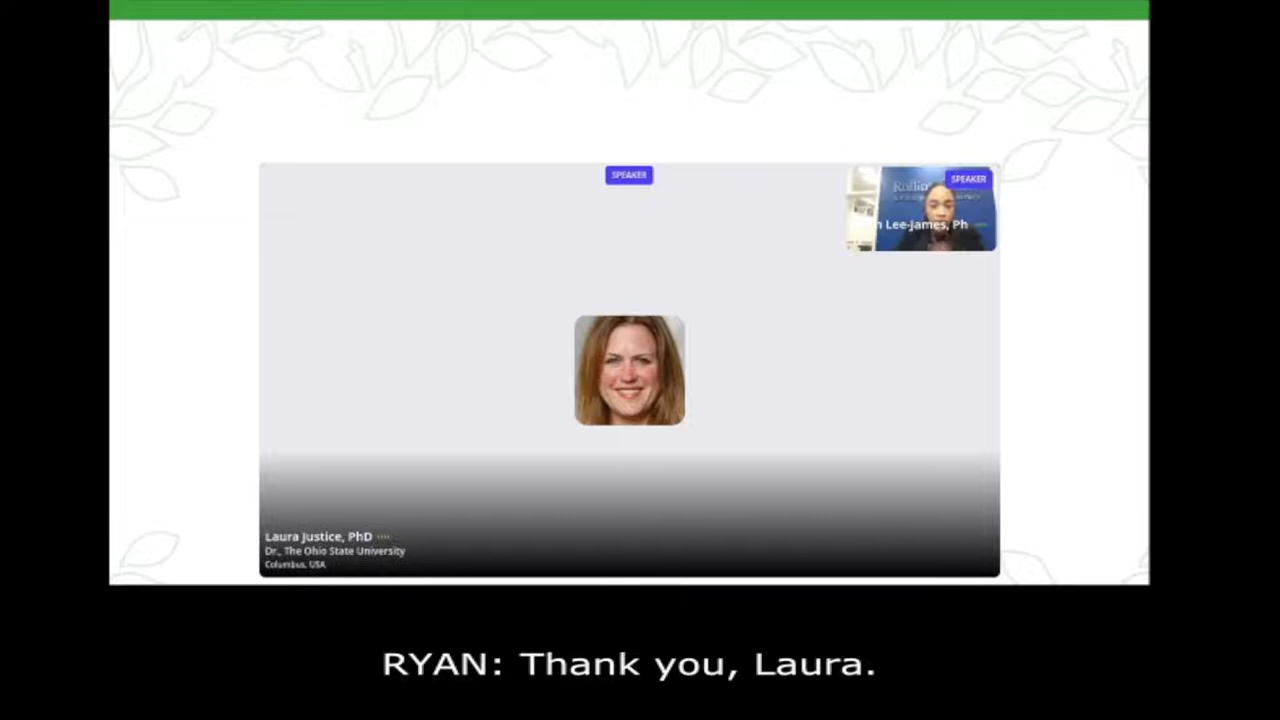 SPEAKER
SPEAKER
n Lee-James, Ph
Laura Justice, PhD
Dr., The Ohio State University
Columbus, USA
RYAN: Thank you, Laura.